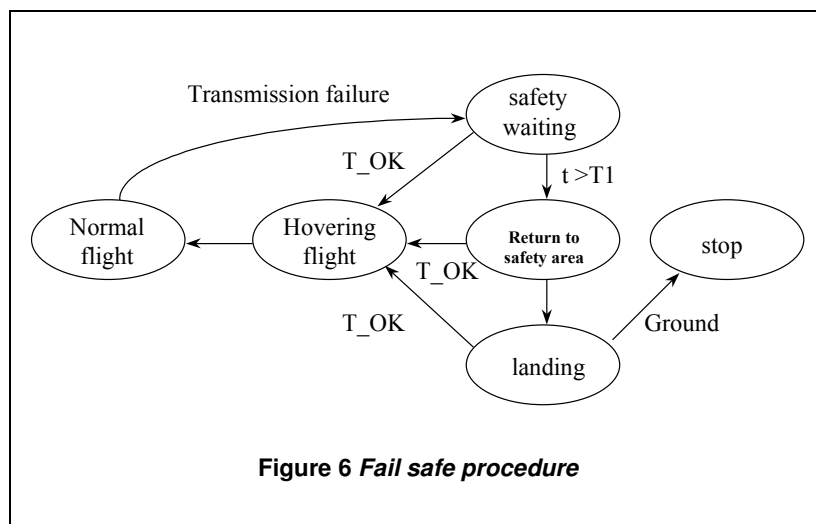 Transmission failure
safety
waiting
T_OK
t >T1
Normal
flight
Hovering
flight
Return to
safety area
stop
T_OK
T_OK
Ground
landing
Figure 6 Fail safe procedure